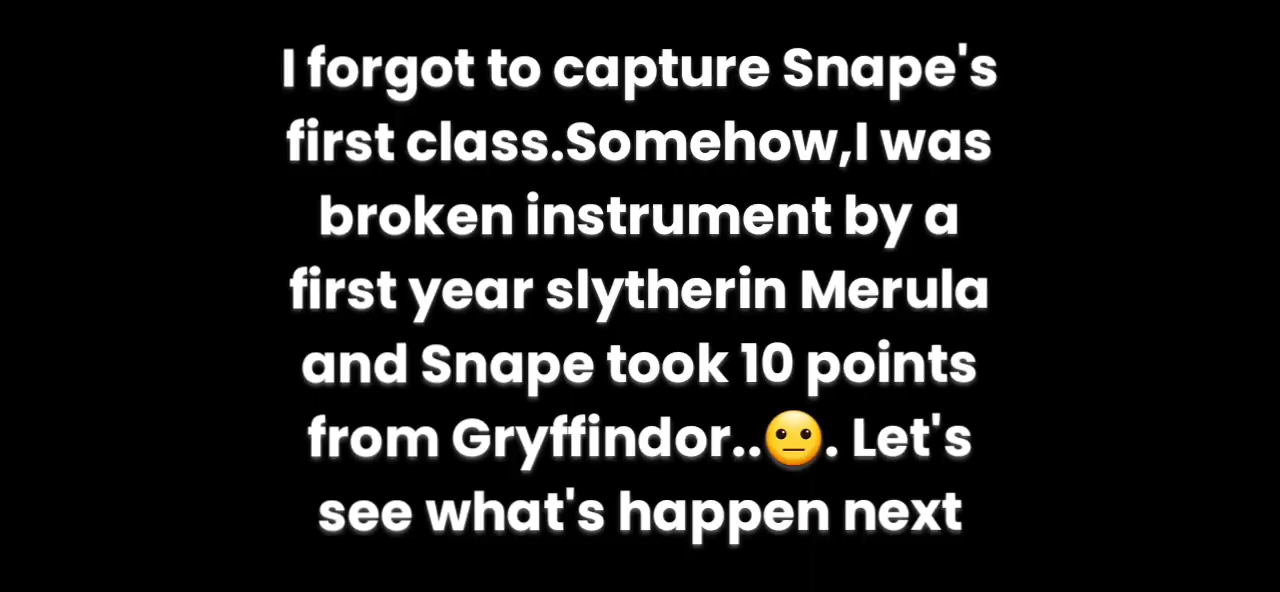 I forgot to capture Snape's
first class.Somehow,I was
broken instrument by a
first year slytherin Merula
and Snape took 10 points
from Gryffindor..😐. Let's
see what's happen next